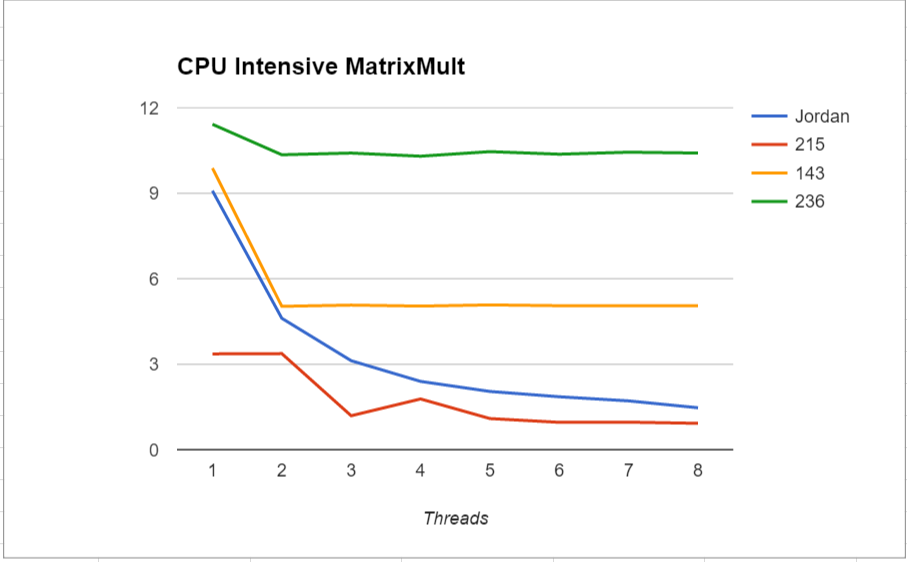 CPU Intensive MatrixMult
12
9
6
3
0
1 2 3 4 5 6 7 8
Threads
Jordan
215
143
236